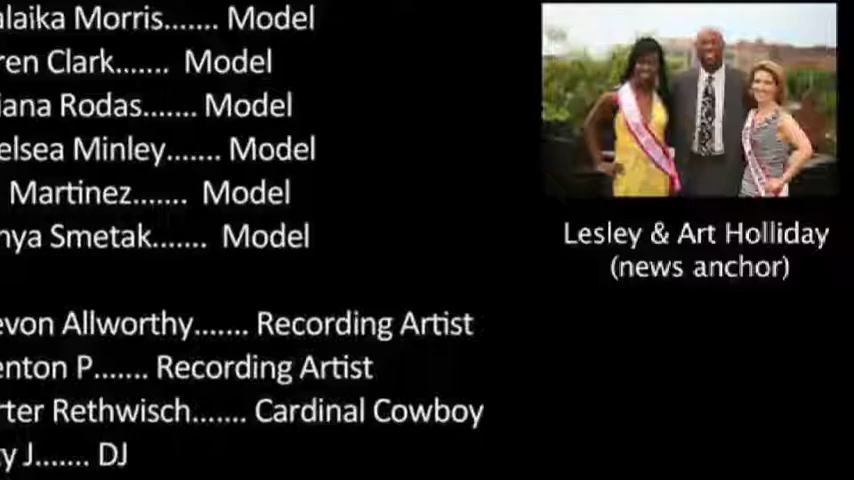 laika Morris....... Model
ren Clark....... Model
iana Rodas....... Model
elsea Minley....... Model
Martinez....... Model
nya Smetak....... Model
evon Allworthy....... Recording Artist
enton P....... Recording Artist
rter Rethwisch....... Cardinal Cowboy
y J....... DJ
Lesley & Art Holliday
(news anchor)